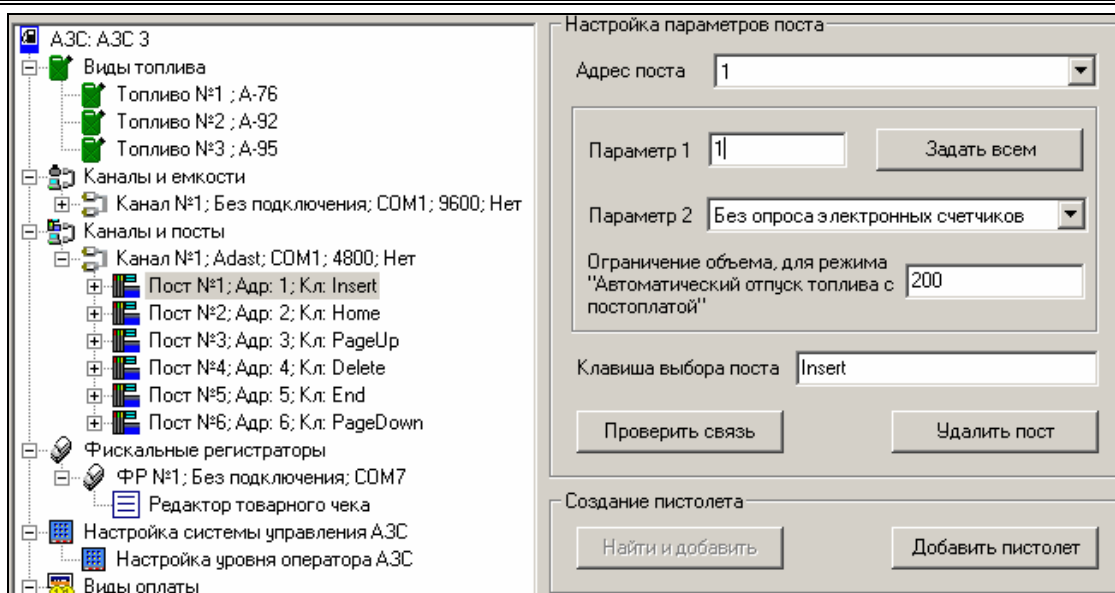 АЗС: АЗС 3
Виды топлива
Топливо №1 ; А-76
Топливо №2 ; А-92
Топливо №3 ; А-95
Каналы и емкости
Канал №1; Без подключения; COM1; 9600; Нет
Каналы и посты
Канал №1; Adast; COM1; 4800; Нет
Пост №1; Адр: 1; Кл: Insert
Пост №2; Адр: 2; Кл: Home
Пост №3; Адр: 3; Кл: PageUp
Пост №4; Адр: 4; Кл: Delete
Пост №5; Адр: 5; Кл: End
Пост №6; Адр: 6; Кл: PageDown
Фискальные регистраторы
ФР №1; Без подключения; COM7
Редактор товарного чека
Настройка системы управления АЗС
Настройка уровня оператора АЗС
Виды оплаты
Настройка параметров поста
Адрес поста 1
Параметр 1 1 Задать всем
Параметр 2 Без опроса электронных счетчиков
Ограничение объема, для режима
"Автоматический отпуск топлива с 200
постоплатой"
Клавиша выбора поста Insert
Проверить связь Удалить пост
Создание пистолета
Найти и добавить Добавить пистолет